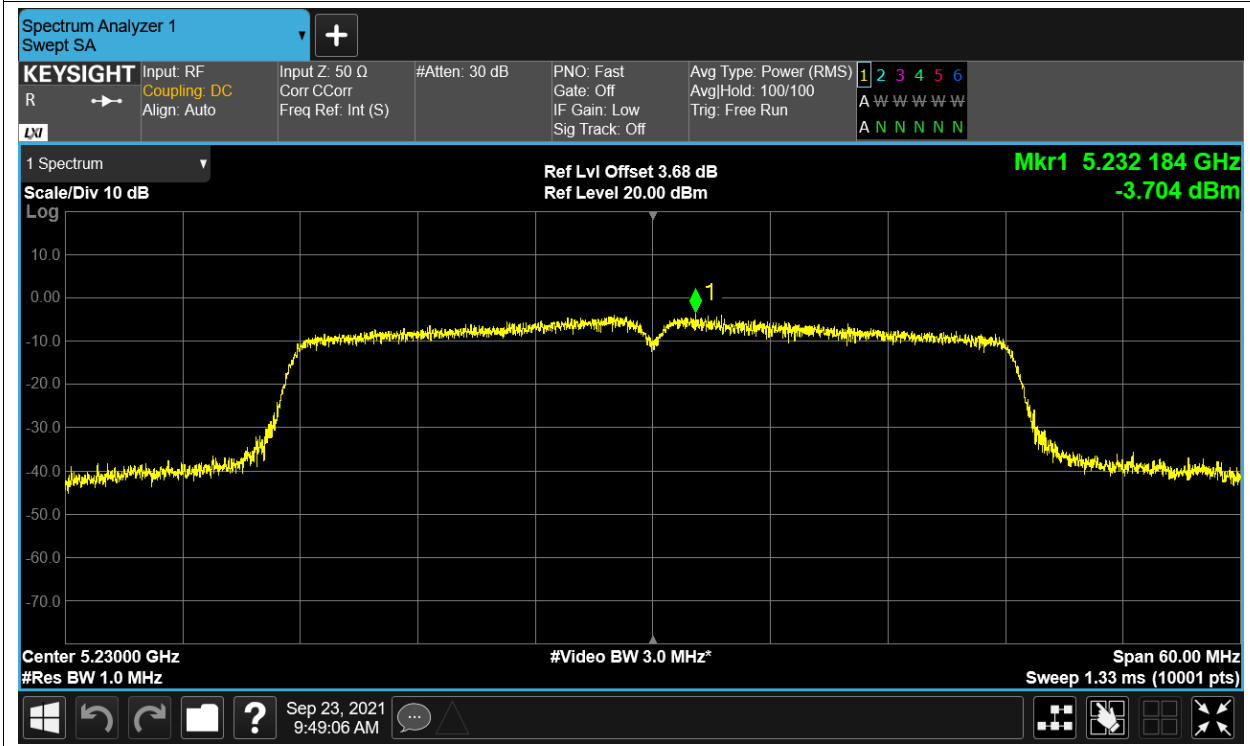 Spectrum Analyzer 1
Swept SA
KEYSIGHT
R
LXI
Input: RF
Coupling: DC
Align: Auto
Input Z: 50 Ω
Corr CCorr
Freq Ref: Int (S)
#Atten: 30 dB
PNO: Fast
Gate: Off
IF Gain: Low
Sig Track: Off
Avg Type: Power (RMS)
Avg|Hold: 100/100
Trig: Free Run
1 2 3 4 5 6
A W W W W W
A N N N N N
1 Spectrum
Scale/Div 10 dB
Ref Lvl Offset 3.68 dB
Ref Level 20.00 dBm
Mkr1 5.232 184 GHz
-3.704 dBm
Log
10.0
0.00
-10.0
-20.0
-30.0
-40.0
-50.0
-60.0
-70.0
1
Center 5.23000 GHz
#Res BW 1.0 MHz
#Video BW 3.0 MHz*
Span 60.00 MHz
Sweep 1.33 ms (10001 pts)
?
Sep 23, 2021
9:49:06 AM